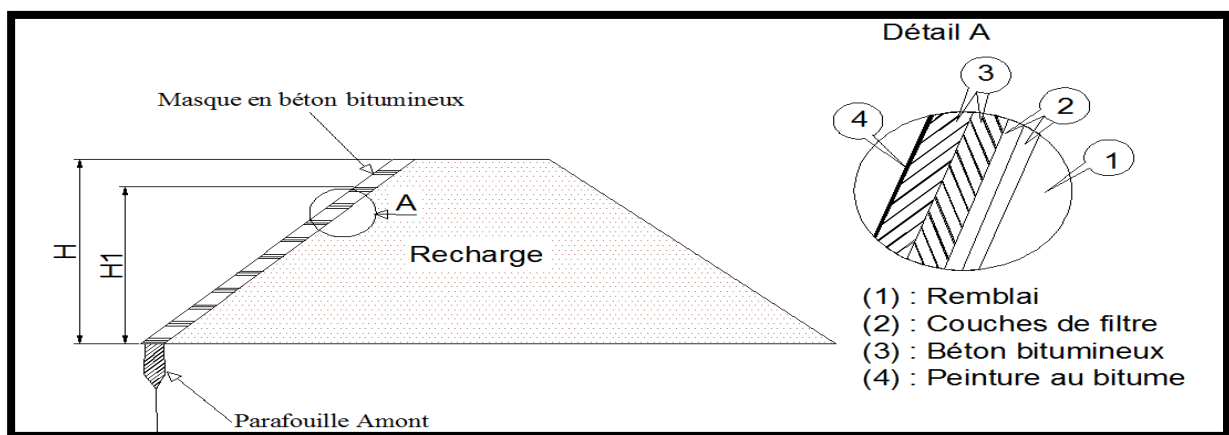 Détail A
Masque en béton bitumineux
3
2
4
1
A
H
H1
Recharge
(1) : Remblai
(2) : Couches de filtre
(3) : Béton bitumineux
(4) : Peinture au bitume
Parafouille Amont